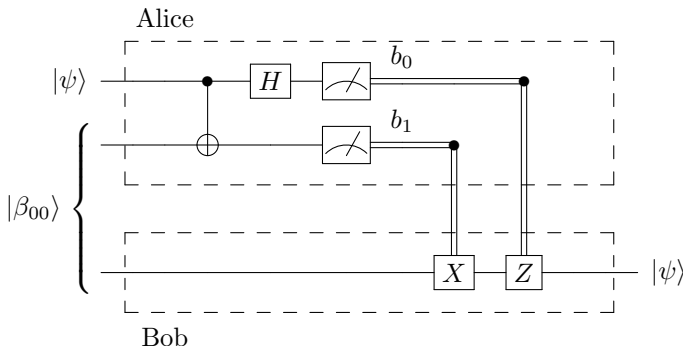 Alice
|ψ⟩ H b₀
b₁
|β₀₀⟩
X Z |ψ⟩
Bob